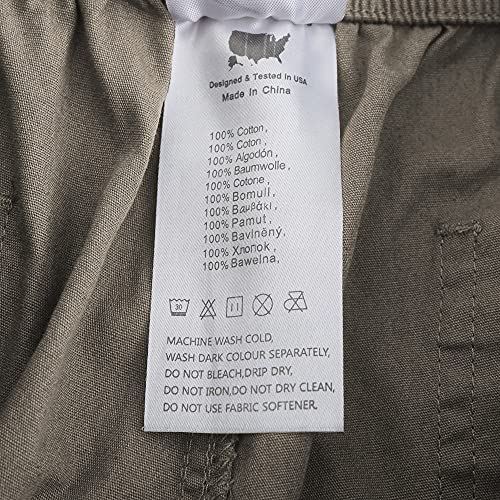 Designed & Tested in USA
Made In China
100% Cotton,
100% Coton,
100% Algodón,
100% Baumwolle,
100% Cotone,
100% Bomull,
100% Βαμβάκι,
100% Pamut,
100% Bavlněný,
100% Хлопок,
100% Bawelna,
30
MACHINE WASH COLD,
WASH DARK COLOUR SEPARATELY,
DO NOT BLEACH,DRIP DRY,
DO NOT IRON,DO NOT DRY CLEAN,
DO NOT USE FABRIC SOFTENER.